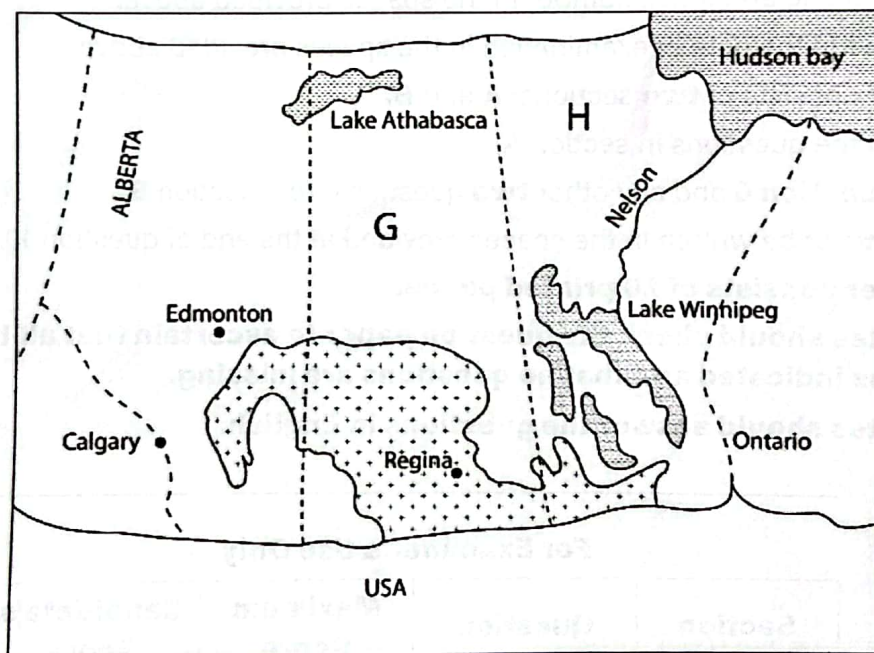 Hudson bay
Lake Athabasca
H
ALBERTA
G
Nelson
Edmonton
Lake Winnipeg
Calgary
Regina
Ontario
USA